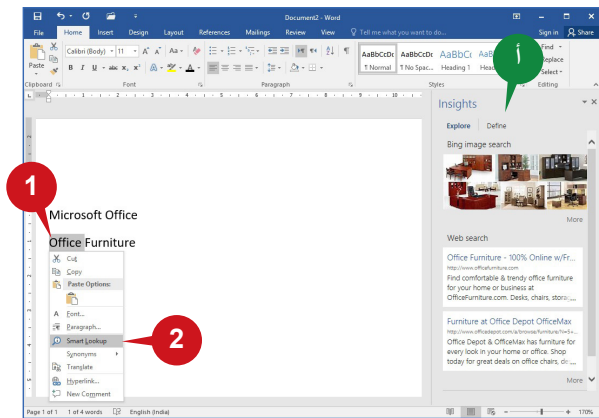 Document2 - Word
File Home Insert Design Layout References Mailings Review View Tell me what you want to do... Sign in Share
Paste
Calibri (Body) 11 A A Aa
B I U abc x₂ x² A
AaBbCcDc AaBbCcDc AaBbCc
¶ Normal ¶ No Spac... Heading 1
Find
Replace
Select
Clipboard Font Paragraph Styles Editing
أ
Insights
Explore Define
Bing image search
More
Web search
Office Furniture - 100% Online w/Fr...
http://www.officefurniture.com
Find comfortable & trendy office furniture
for your home or business at
OfficeFurniture.com. Desks, chairs, storag...
Furniture at Office Depot OfficeMax
Office Depot & OfficeMax has furniture for
every look in your home or office. Shop
today for great deals on office chairs, de...
More
1
Microsoft Office
Office Furniture
Cut
Copy
Paste Options:
A Font...
Paragraph...
Smart Lookup
2
Synonyms
Translate
Hyperlink...
New Comment
Page 1 of 1 1 of 4 words English (India) 170%